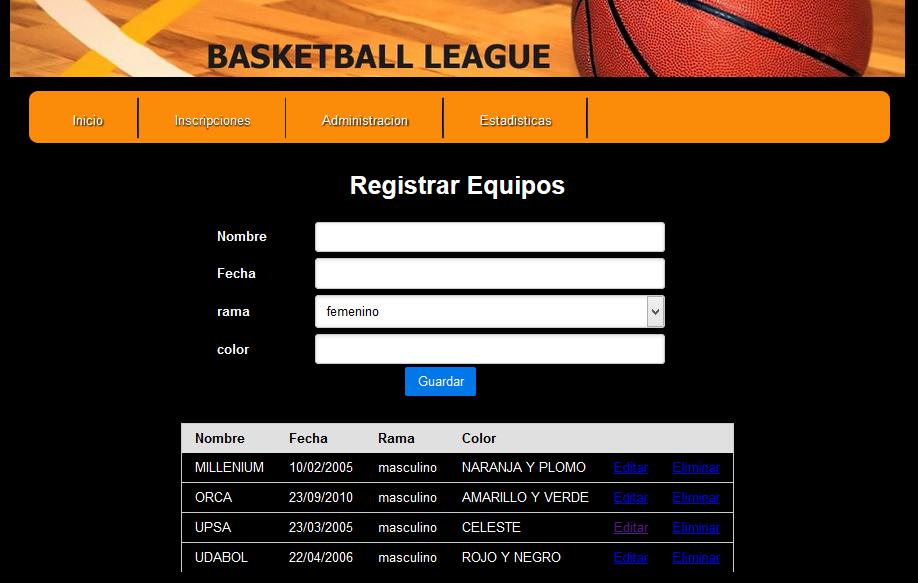 BASKETBALL LEAGUE
Inicio Inscripciones Administracion Estadisticas
Registrar Equipos
Nombre
Fecha
rama femenino
color
Guardar
Nombre Fecha Rama Color
MILLENIUM 10/02/2005 masculino NARANJA Y PLOMO Editar Eliminar
ORCA 23/09/2010 masculino AMARILLO Y VERDE Editar Eliminar
UPSA 23/03/2005 masculino CELESTE Editar Eliminar
UDABOL 22/04/2006 masculino ROJO Y NEGRO Editar Eliminar